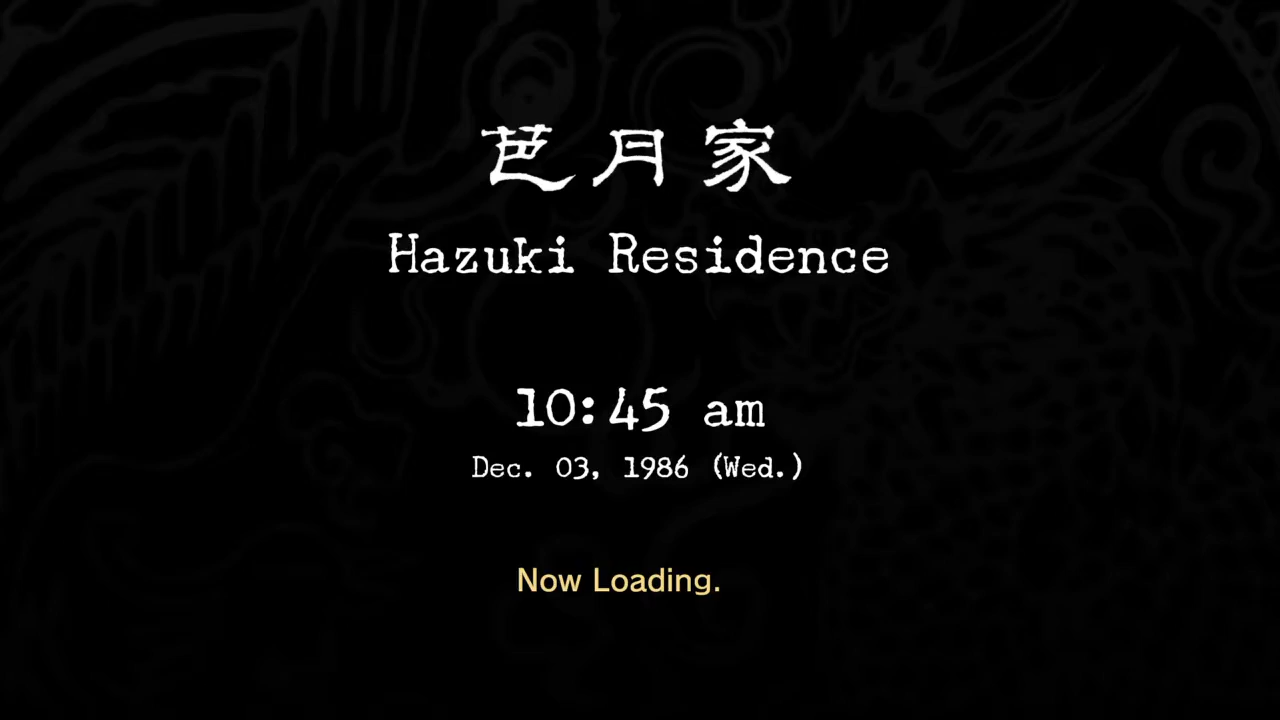 芭月家
Hazuki Residence
10:45 am
Dec. 03, 1986 (Wed.)
Now Loading.